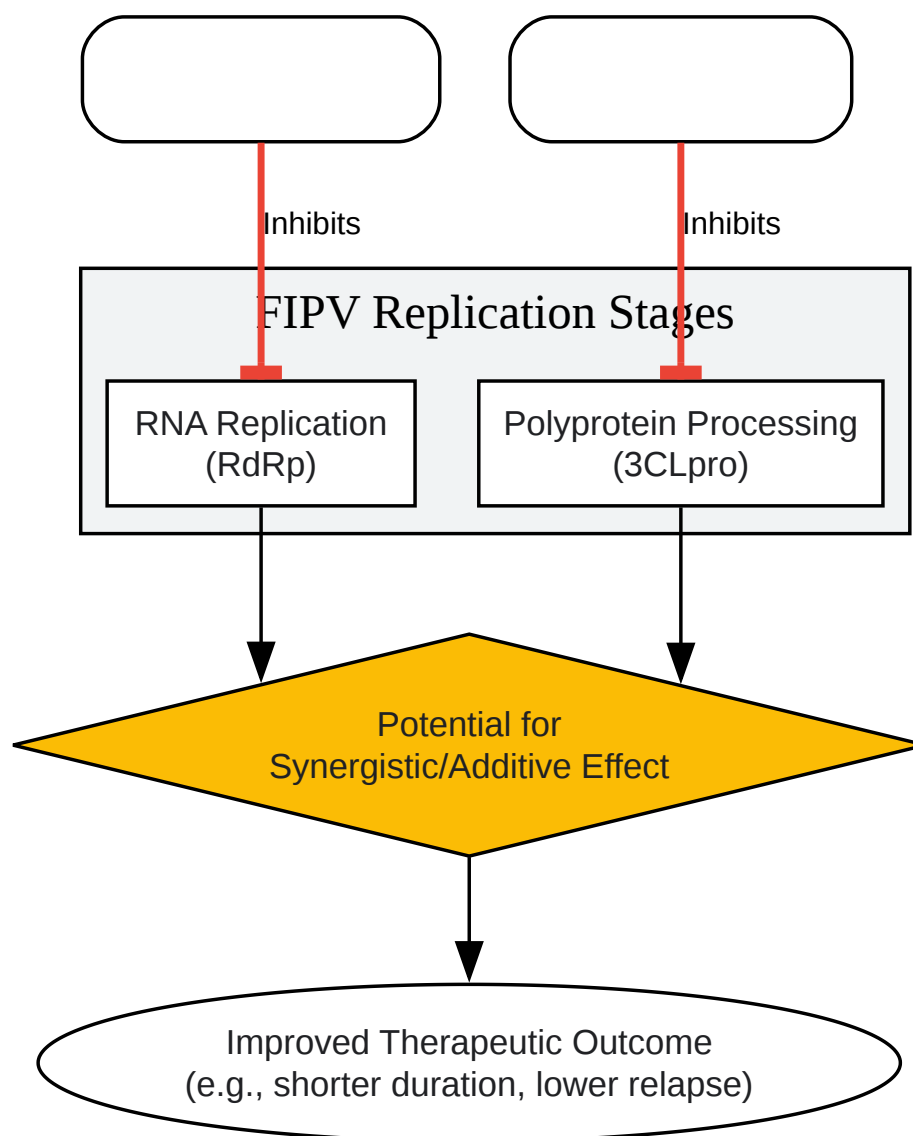 Inhibits
Inhibits
FIPV Replication Stages
RNA Replication
(RdRp)
Polyprotein Processing
(3CLpro)
Potential for
Synergistic/Additive Effect
Improved Therapeutic Outcome
(e.g., shorter duration, lower relapse)